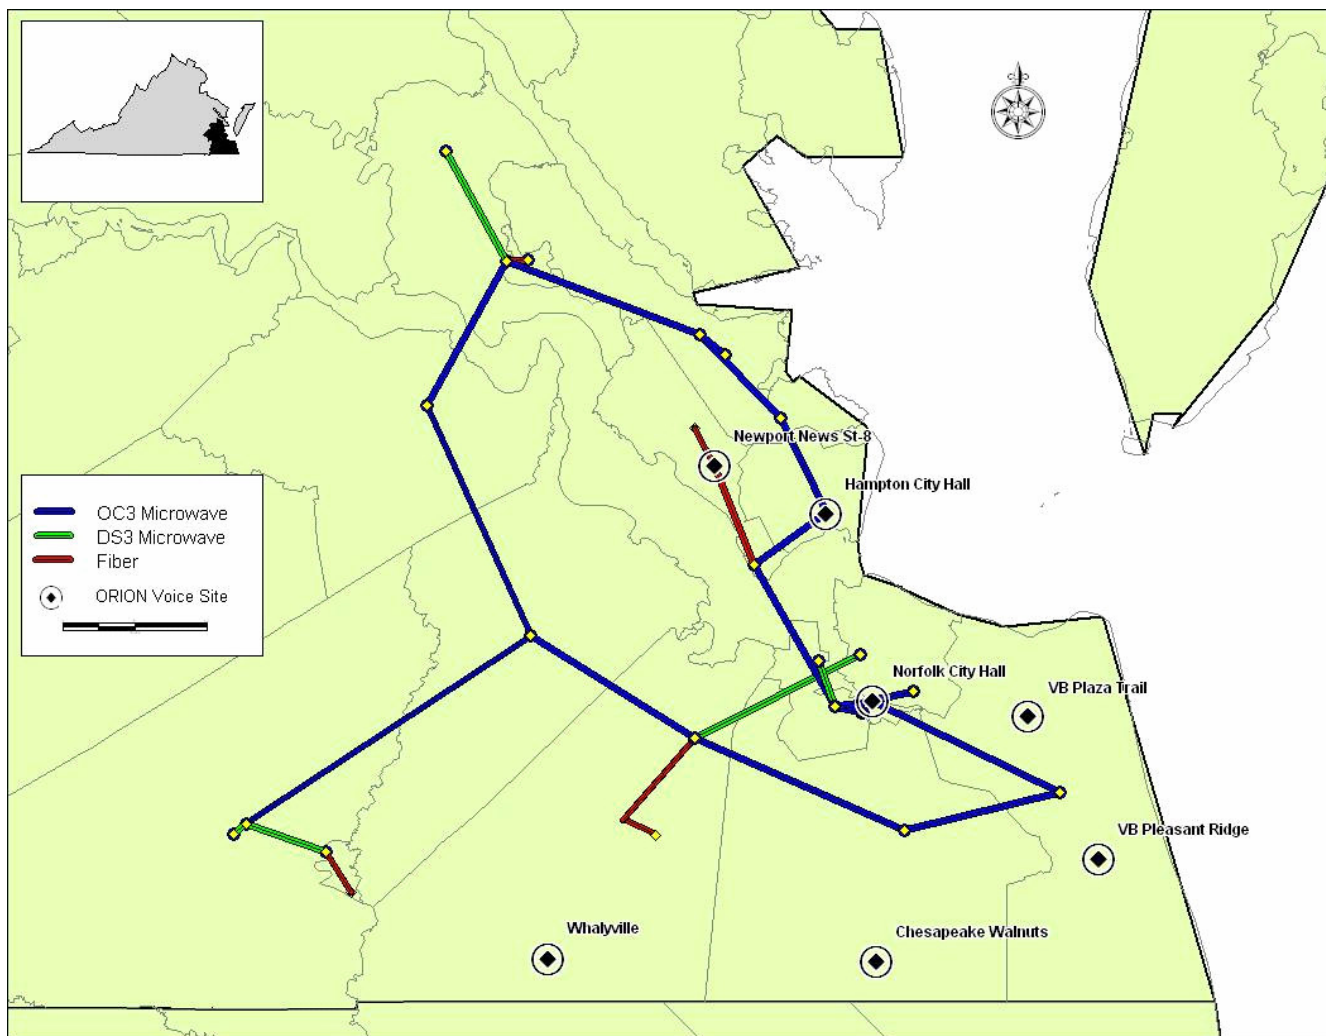 Newport News St-8
Hampton City Hall
OC3 Microwave
DS3 Microwave
Fiber
ORION Voice Site
Norfolk City Hall
VB Plaza Trail
VB Pleasant Ridge
Whalyville
Chesapeake Walnuts